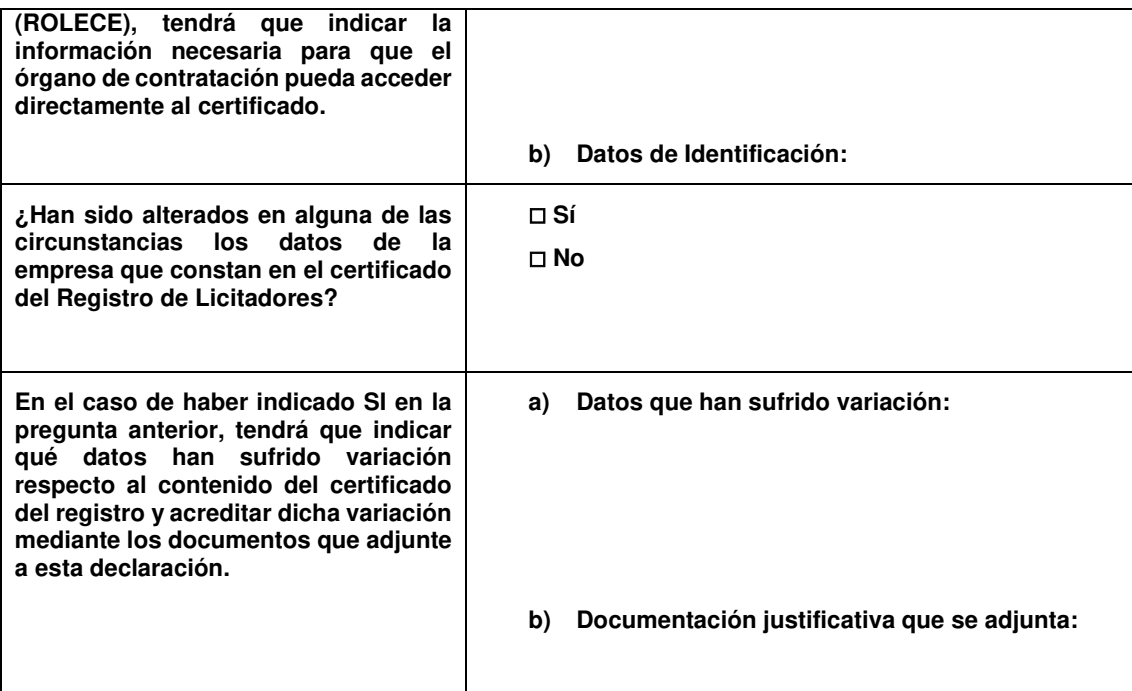 (ROLECE), tendrá que indicar la
información necesaria para que el
órgano de contratación pueda acceder
directamente al certificado.
b) Datos de Identificación:
¿Han sido alterados en alguna de las
circunstancias los datos de la
empresa que constan en el certificado
del Registro de Licitadores?
□ Sí
□ No
En el caso de haber indicado SI en la
pregunta anterior, tendrá que indicar
qué datos han sufrido variación
respecto al contenido del certificado
del registro y acreditar dicha variación
mediante los documentos que adjunte
a esta declaración.
a) Datos que han sufrido variación:
b) Documentación justificativa que se adjunta: